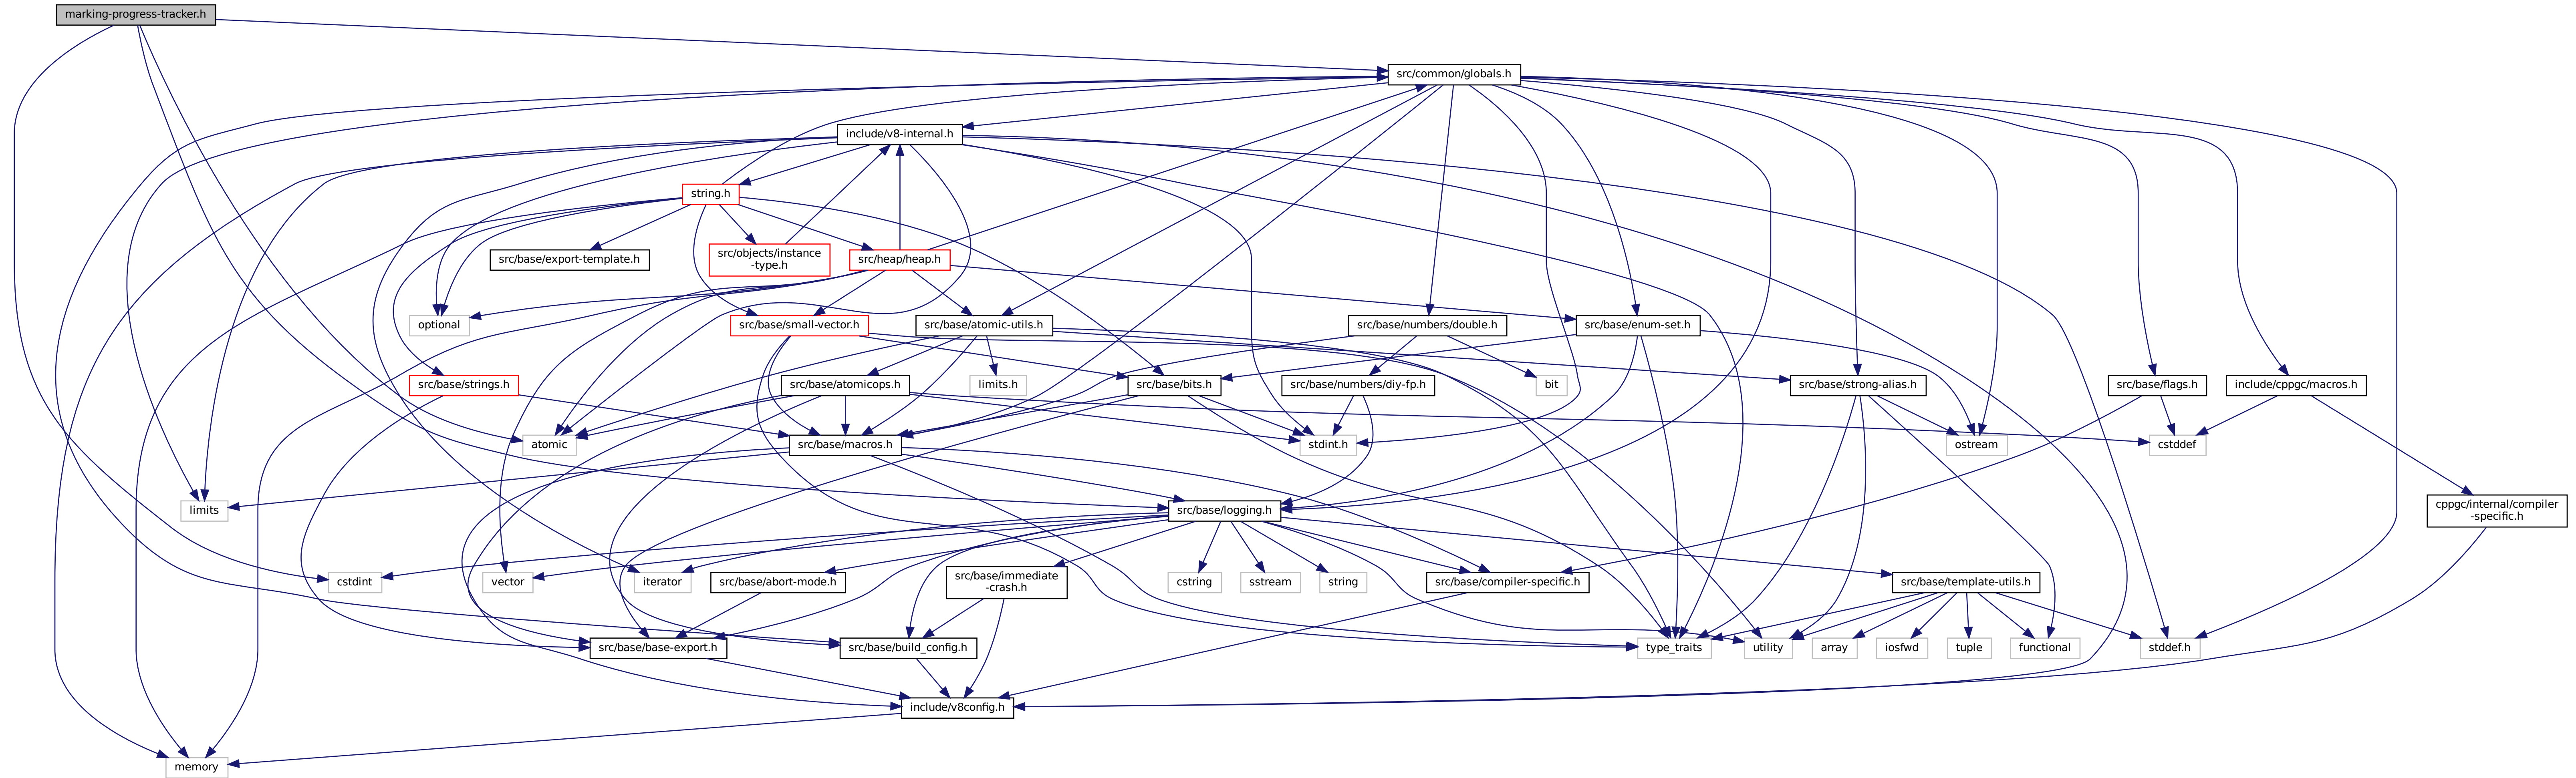 marking-progress-tracker.h
src/common/globals.h
include/v8-internal.h
string.h
src/base/export-template.h
src/objects/instance
-type.h
src/heap/heap.h
optional
src/base/small-vector.h
src/base/atomic-utils.h
src/base/numbers/double.h
src/base/enum-set.h
src/base/strings.h
src/base/atomicops.h
limits.h
src/base/bits.h
src/base/numbers/diy-fp.h
bit
src/base/strong-alias.h
src/base/flags.h
include/cppgc/macros.h
atomic
src/base/macros.h
stdint.h
ostream
cstddef
limits
src/base/logging.h
cppgc/internal/compiler
-specific.h
cstdint
vector
iterator
src/base/abort-mode.h
src/base/immediate
-crash.h
cstring
sstream
string
src/base/compiler-specific.h
src/base/template-utils.h
src/base/base-export.h
src/base/build_config.h
type_traits
utility
array
iosfwd
tuple
functional
stddef.h
include/v8config.h
memory